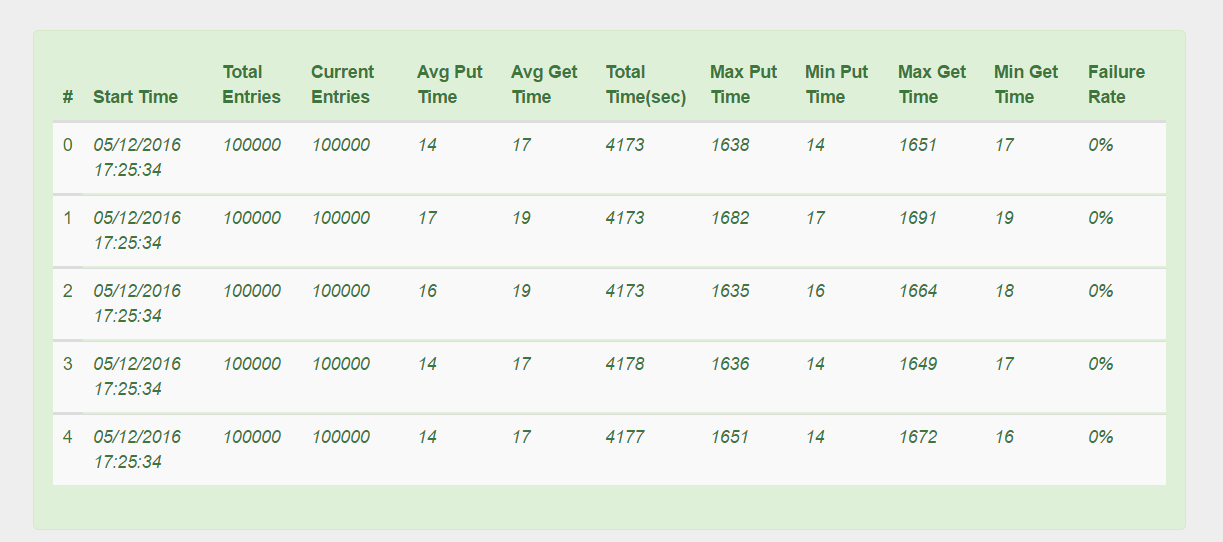 Total Current Avg Put Avg Get Total Max Put Min Put Max Get Min Get Failure
# Start Time Entries Entries Time Time Time(sec) Time Time Time Time Rate
0 05/12/2016 100000 100000 14 17 4173 1638 14 1651 17 0%
17:25:34
1 05/12/2016 100000 100000 17 19 4173 1682 17 1691 19 0%
17:25:34
2 05/12/2016 100000 100000 16 19 4173 1635 16 1664 18 0%
17:25:34
3 05/12/2016 100000 100000 14 17 4178 1636 14 1649 17 0%
17:25:34
4 05/12/2016 100000 100000 14 17 4177 1651 14 1672 16 0%
17:25:34